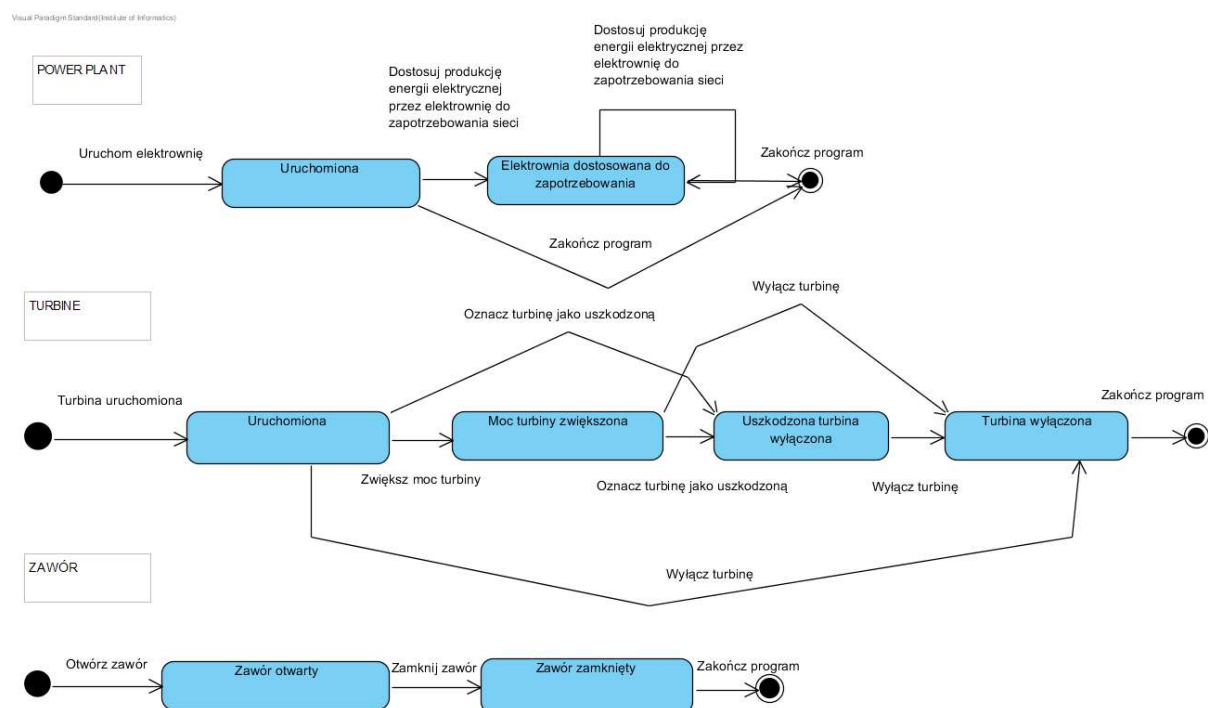 Visual Paradigm Standard(Institute of Informatics)
POWER PLANT
Dostosuj produkcję
energii elektrycznej przez
elektrownię do
zapotrzebowania sieci
Dostosuj produkcję
energii elektrycznej
przez elektrownię do
zapotrzebowania sieci
Uruchom elektrownię
Uruchomiona
Elektrownia dostosowana do
zapotrzebowania
Zakończ program
Zakończ program
TURBINE
Oznacz turbinę jako uszkodzoną
Wyłącz turbinę
Turbina uruchomiona
Uruchomiona
Moc turbiny zwiększona
Uszkodzona turbina
wyłączona
Turbina wyłączona
Zakończ program
Zwiększ moc turbiny
Oznacz turbinę jako uszkodzoną
Wyłącz turbinę
Wyłącz turbinę
ZAWÓR
Otwórz zawór
Zawór otwarty
Zamknij zawór
Zawór zamknięty
Zakończ program